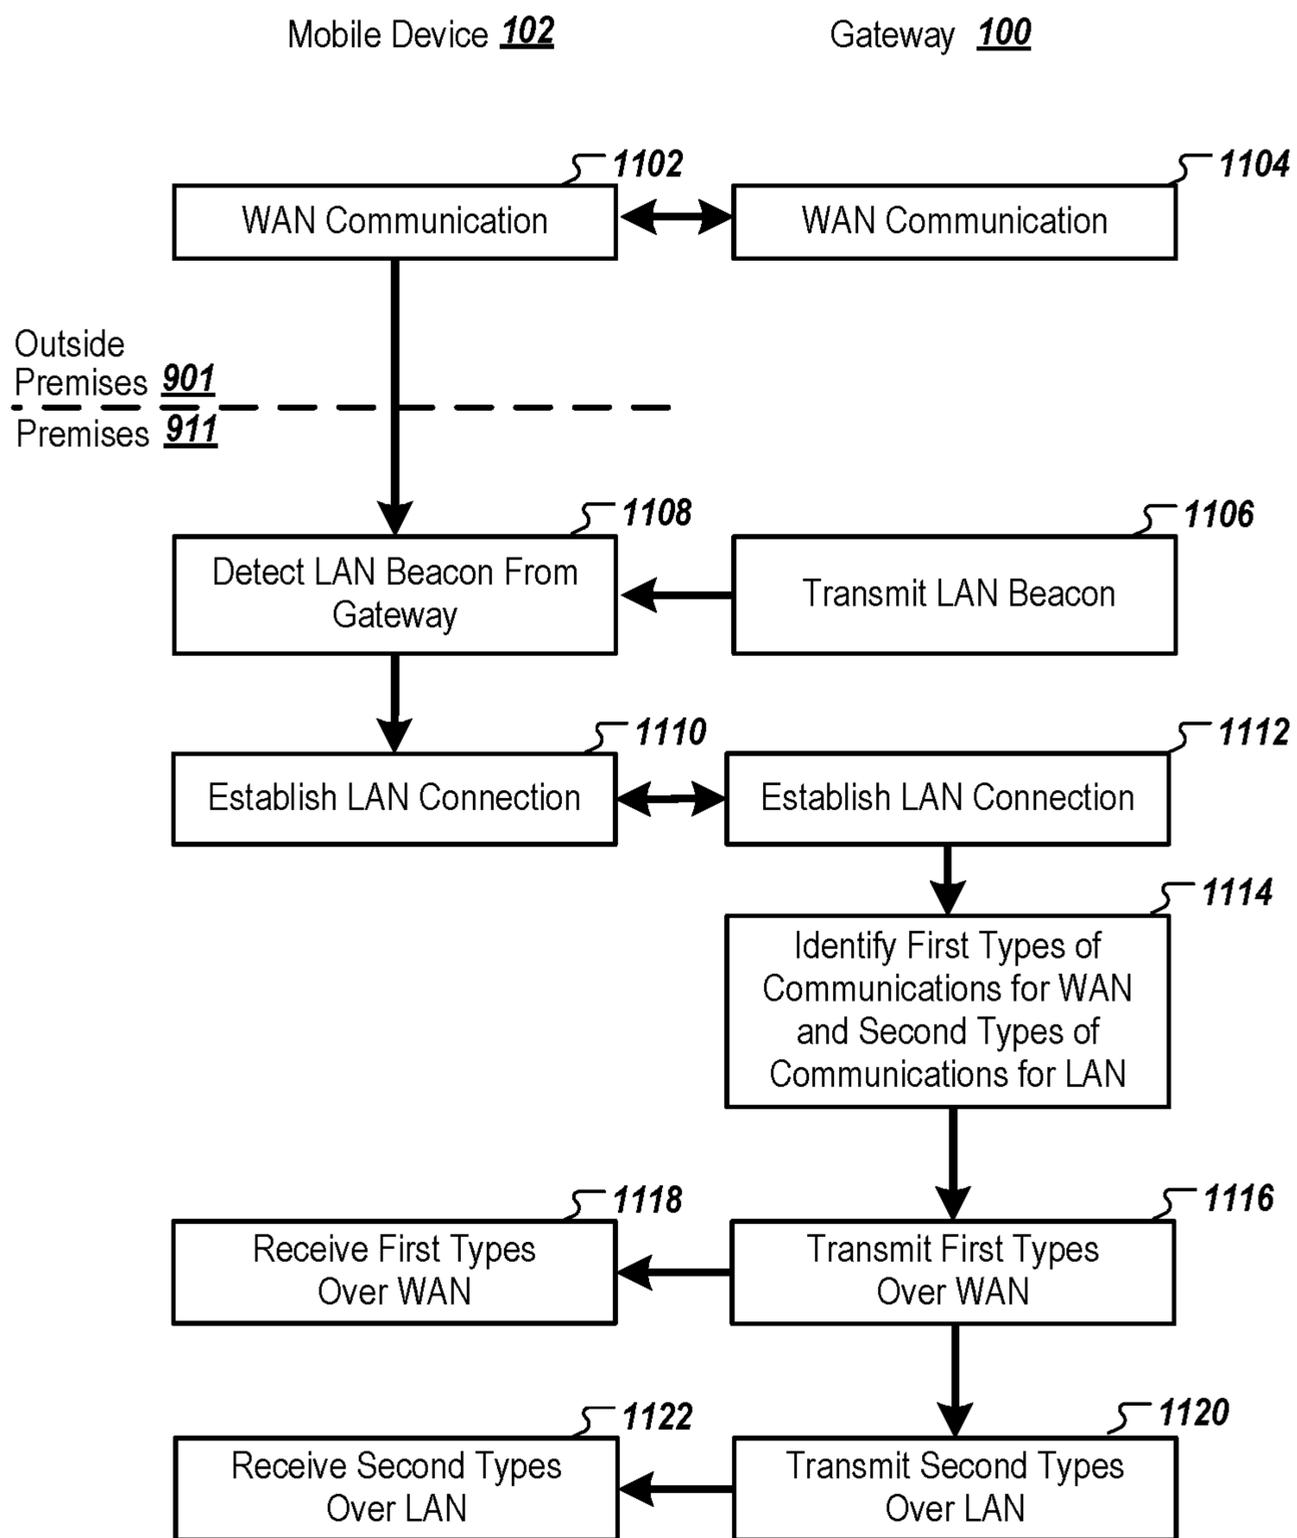 Mobile Device 102
Gateway 100
1102
1104
WAN Communication
WAN Communication
Outside
Premises 901
Premises 911
1108
1106
Detect LAN Beacon From
Gateway
Transmit LAN Beacon
1110
1112
Establish LAN Connection
Establish LAN Connection
1114
Identify First Types of
Communications for WAN
and Second Types of
Communications for LAN
1118
1116
Receive First Types
Over WAN
Transmit First Types
Over WAN
1122
1120
Receive Second Types
Over LAN
Transmit Second Types
Over LAN